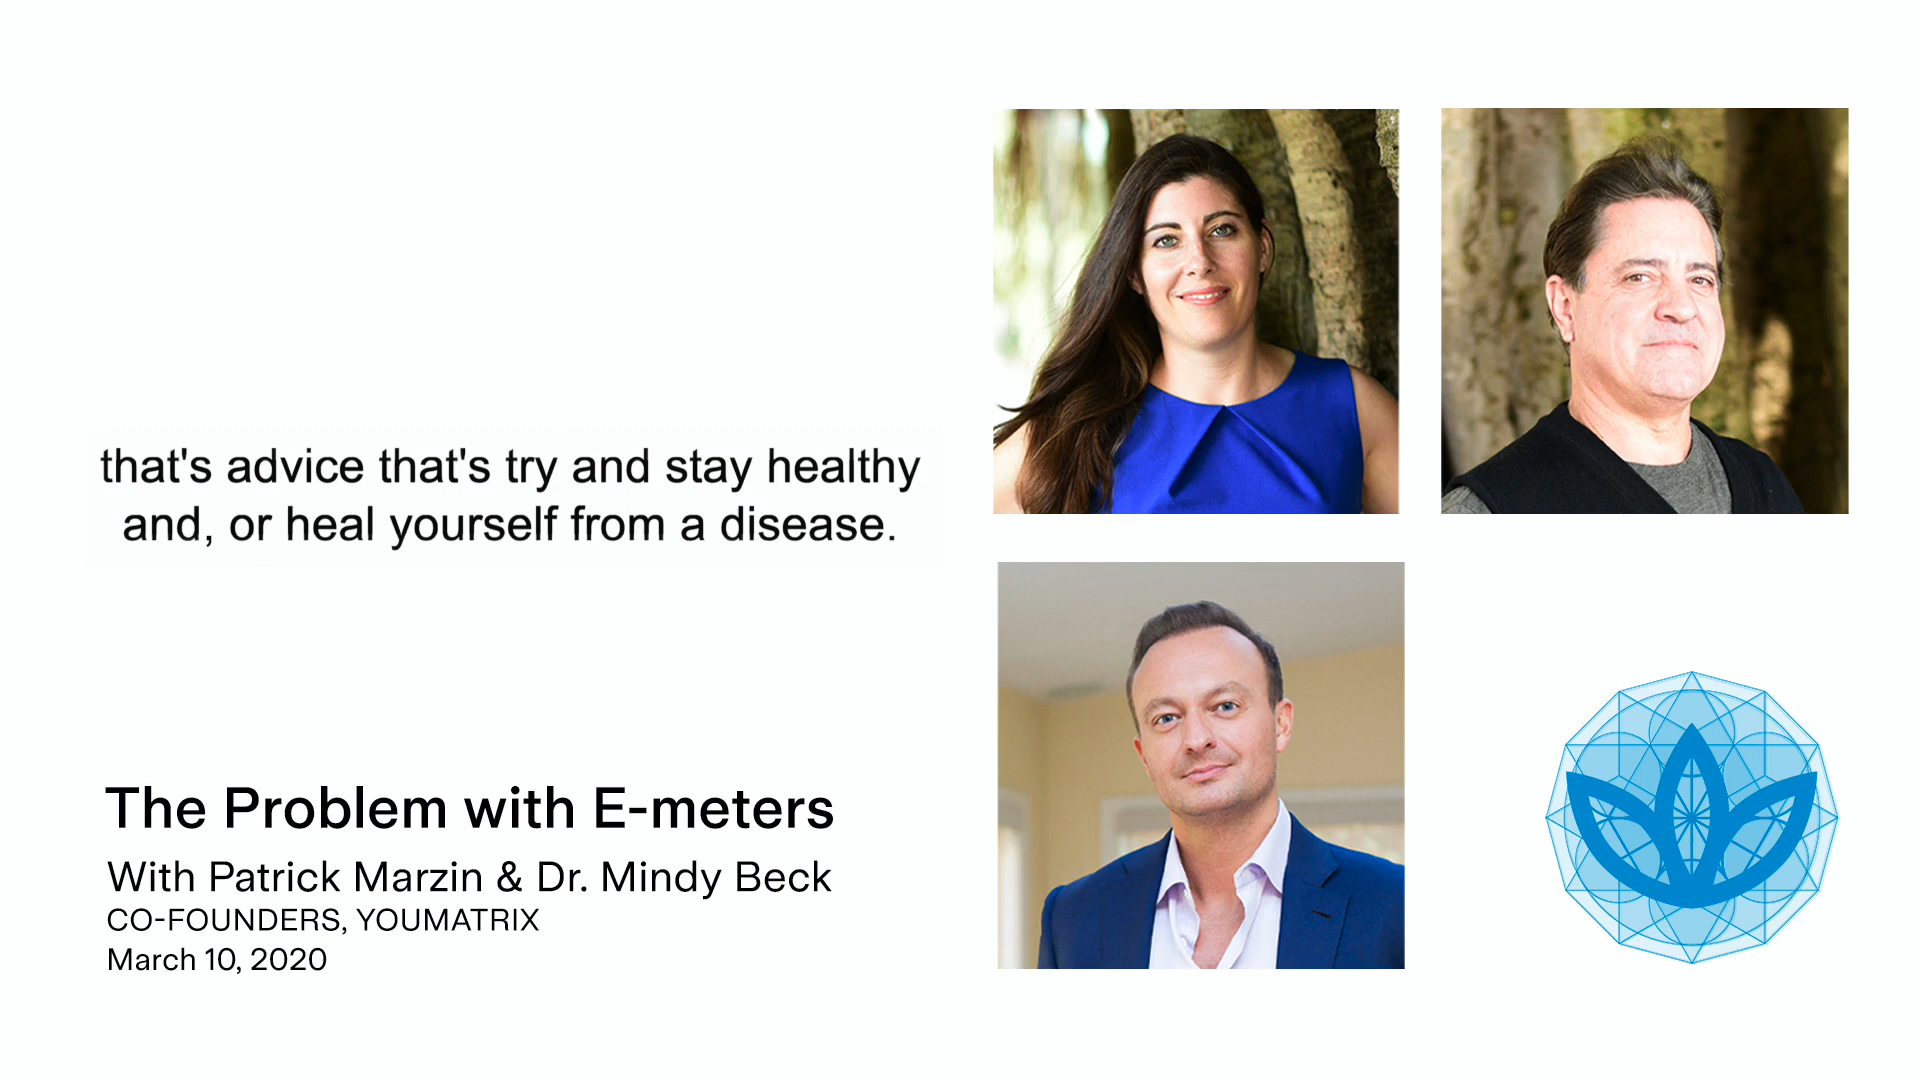 that's advice that's try and stay healthy
and, or heal yourself from a disease.
The Problem with E-meters
With Patrick Marzin & Dr. Mindy Beck
CO-FOUNDERS, YOUMATRIX
March 10, 2020